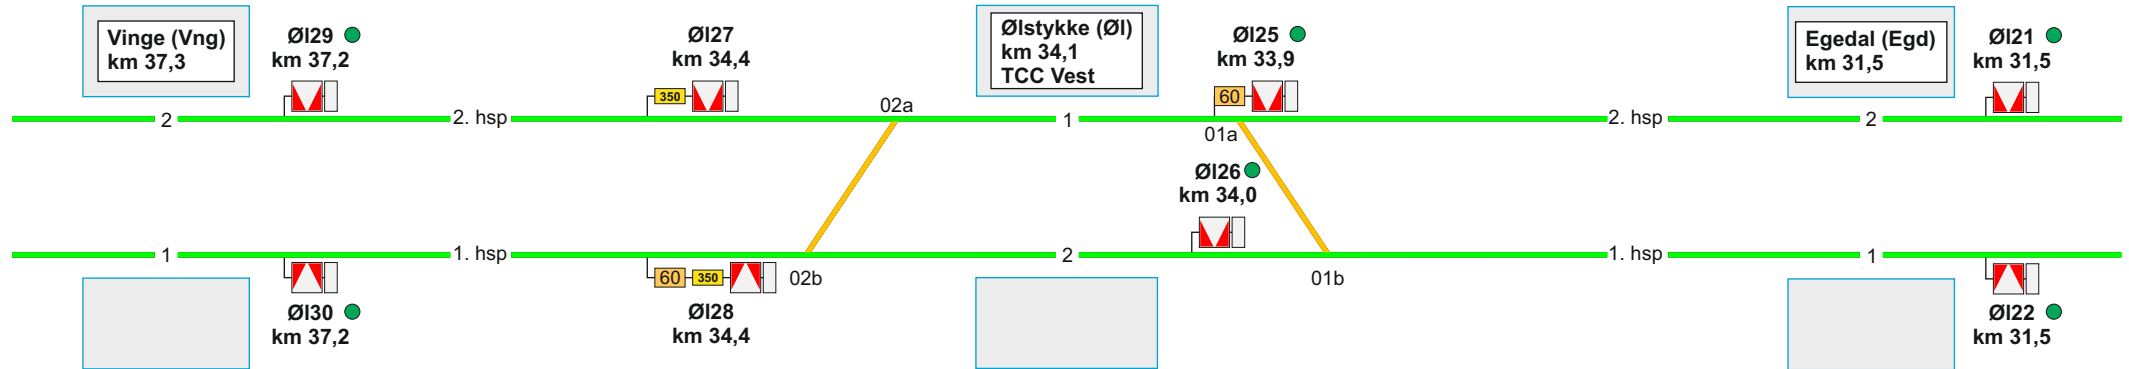 Vinge (Vng)
km 37,3
Øl29
km 37,2
Øl27
km 34,4
350
Ølstykke (Øl)
km 34,1
TCC Vest
Øl25
km 33,9
60
Egedal (Egd)
km 31,5
Øl21
km 31,5
2
2. hsp
02a
1
01a
2. hsp
2
Øl26
km 34,0
1
1. hsp
2
1. hsp
1
60
350
02b
01b
Øl30
km 37,2
Øl28
km 34,4
Øl22
km 31,5